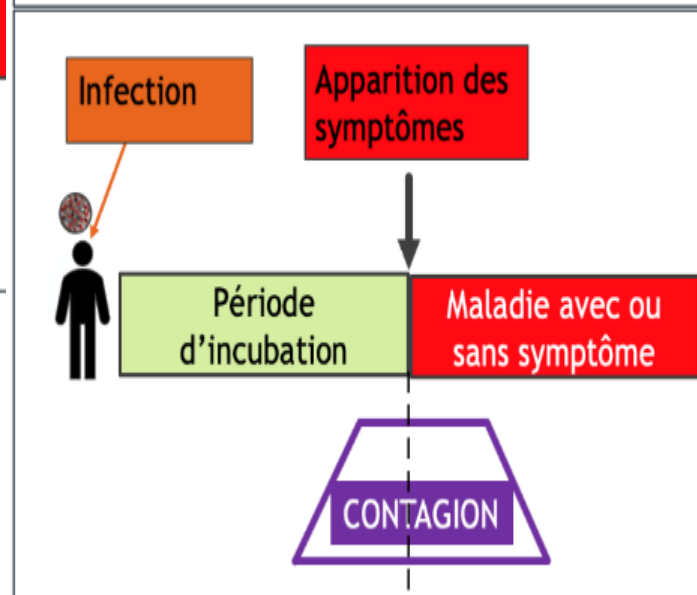 Infection
Apparition des
symptômes
Période
d'incubation
Maladie avec ou
sans symptôme
CONTAGION